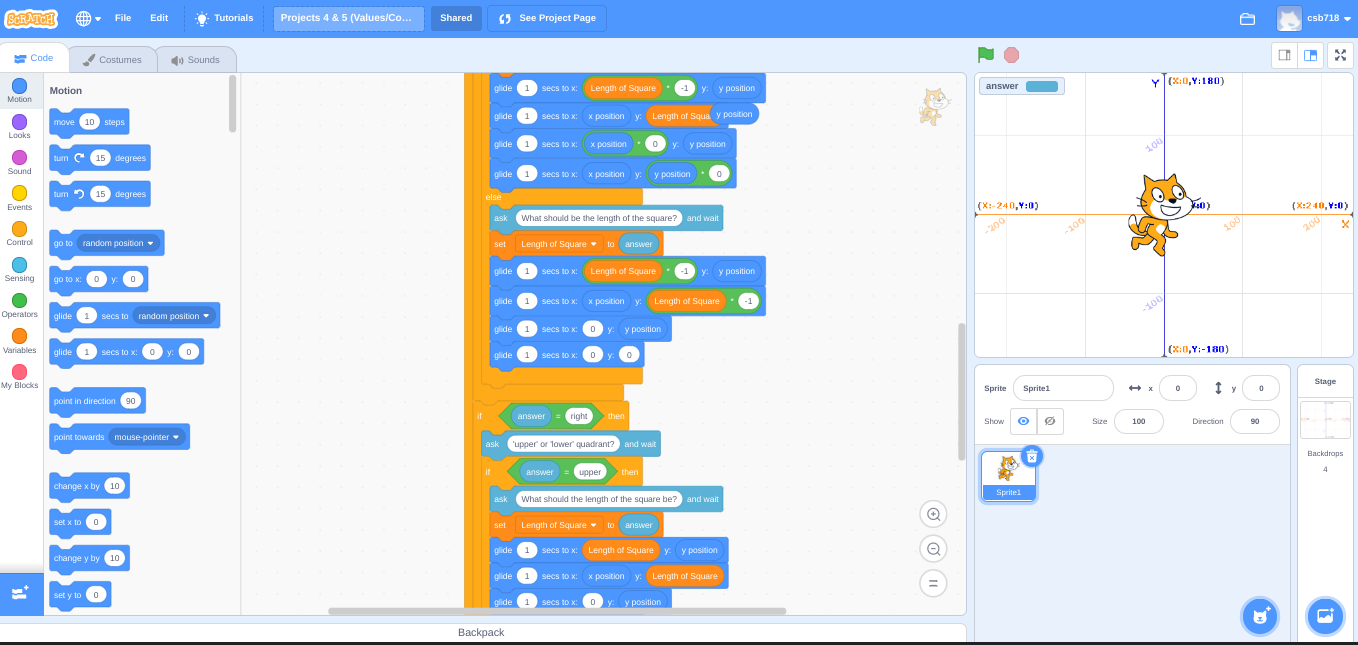 SCRATCH File Edit Tutorials Projects 4 & 5 (Values/Co... Shared See Project Page csb718
Code Costumes Sounds
Motion
Looks
Sound
Events
Control
Sensing
Operators
Variables
My Blocks
Motion
move 10 steps
turn 15 degrees
turn 15 degrees
go to random position
go to x: 0 y: 0
glide 1 secs to random position
glide 1 secs to x: 0 y: 0
point in direction 90
point towards mouse-pointer
change x by 10
set x to 0
change y by 10
set y to 0
glide 1 secs to x: Length of Square * -1 y: y position
glide 1 secs to x: x position y: Length of Squa y position
glide 1 secs to x: x position * 0 y: y position
glide 1 secs to x: x position y: y position * 0
else
ask What should be the length of the square? and wait
set Length of Square to answer
glide 1 secs to x: Length of Square * -1 y: y position
glide 1 secs to x: x position y: Length of Square * -1
glide 1 secs to x: 0 y: y position
glide 1 secs to x: 0 y: 0
if answer = right then
ask 'upper' or 'lower' quadrant? and wait
if answer = upper then
ask What should the length of the square be? and wait
set Length of Square to answer
glide 1 secs to x: Length of Square y: y position
glide 1 secs to x: x position y: Length of Square
glide 1 secs to x: 0 y: y position
Backpack
answer
Y (X:0,Y:180)
100
(X:-240,Y:0) :0) (X:240,Y:0)
-200 -100 100 200 X
-100
(X:0,Y:-180)
Sprite Sprite1 x 0 y 0
Show Size 100 Direction 90
Sprite1
Stage
Backdrops
4